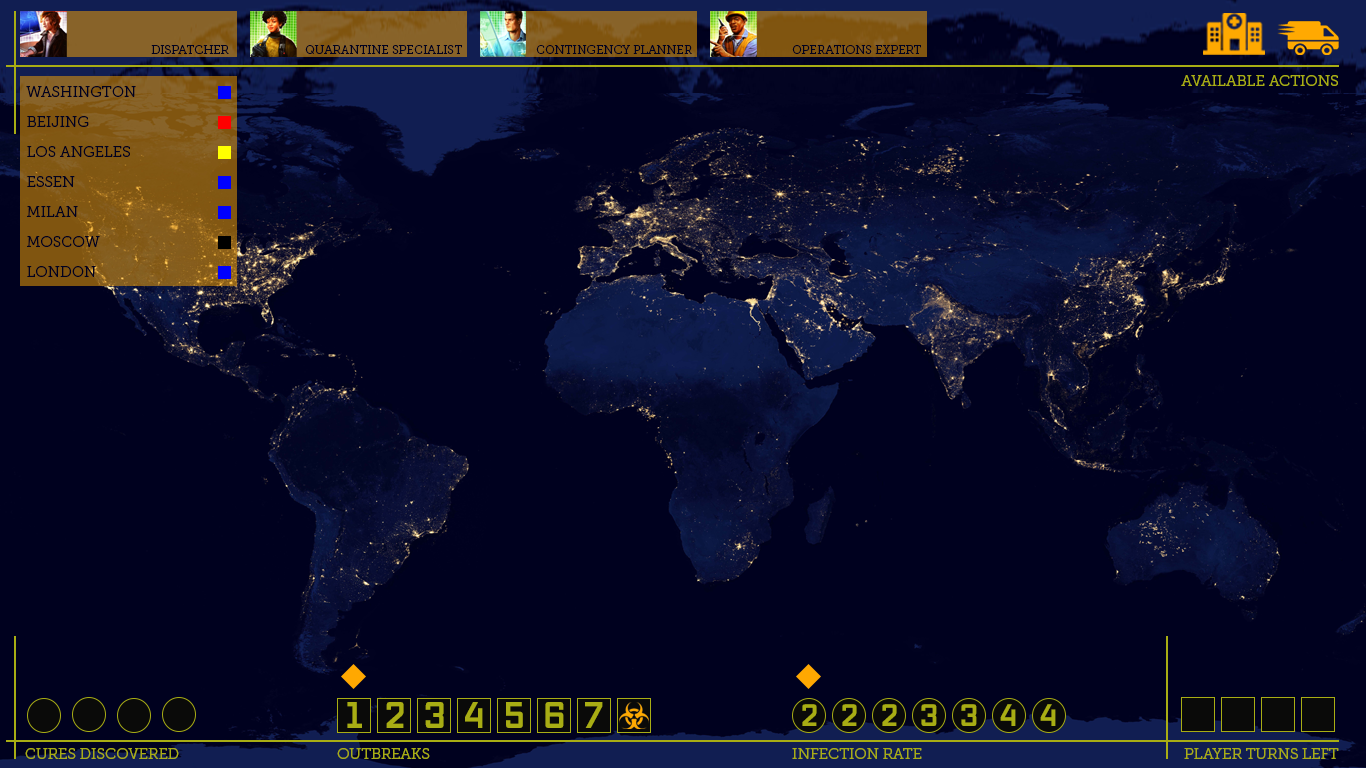 DISPATCHER
QUARANTINE SPECIALIST
CONTINGENCY PLANNER
OPERATIONS EXPERT
AVAILABLE ACTIONS
WASHINGTON
BEIJING
LOS ANGELES
ESSEN
MILAN
MOSCOW
LONDON
1 2 3 4 5 6 7
2 2 2 3 3 4 4
CURES DISCOVERED
OUTBREAKS
INFECTION RATE
PLAYER TURNS LEFT